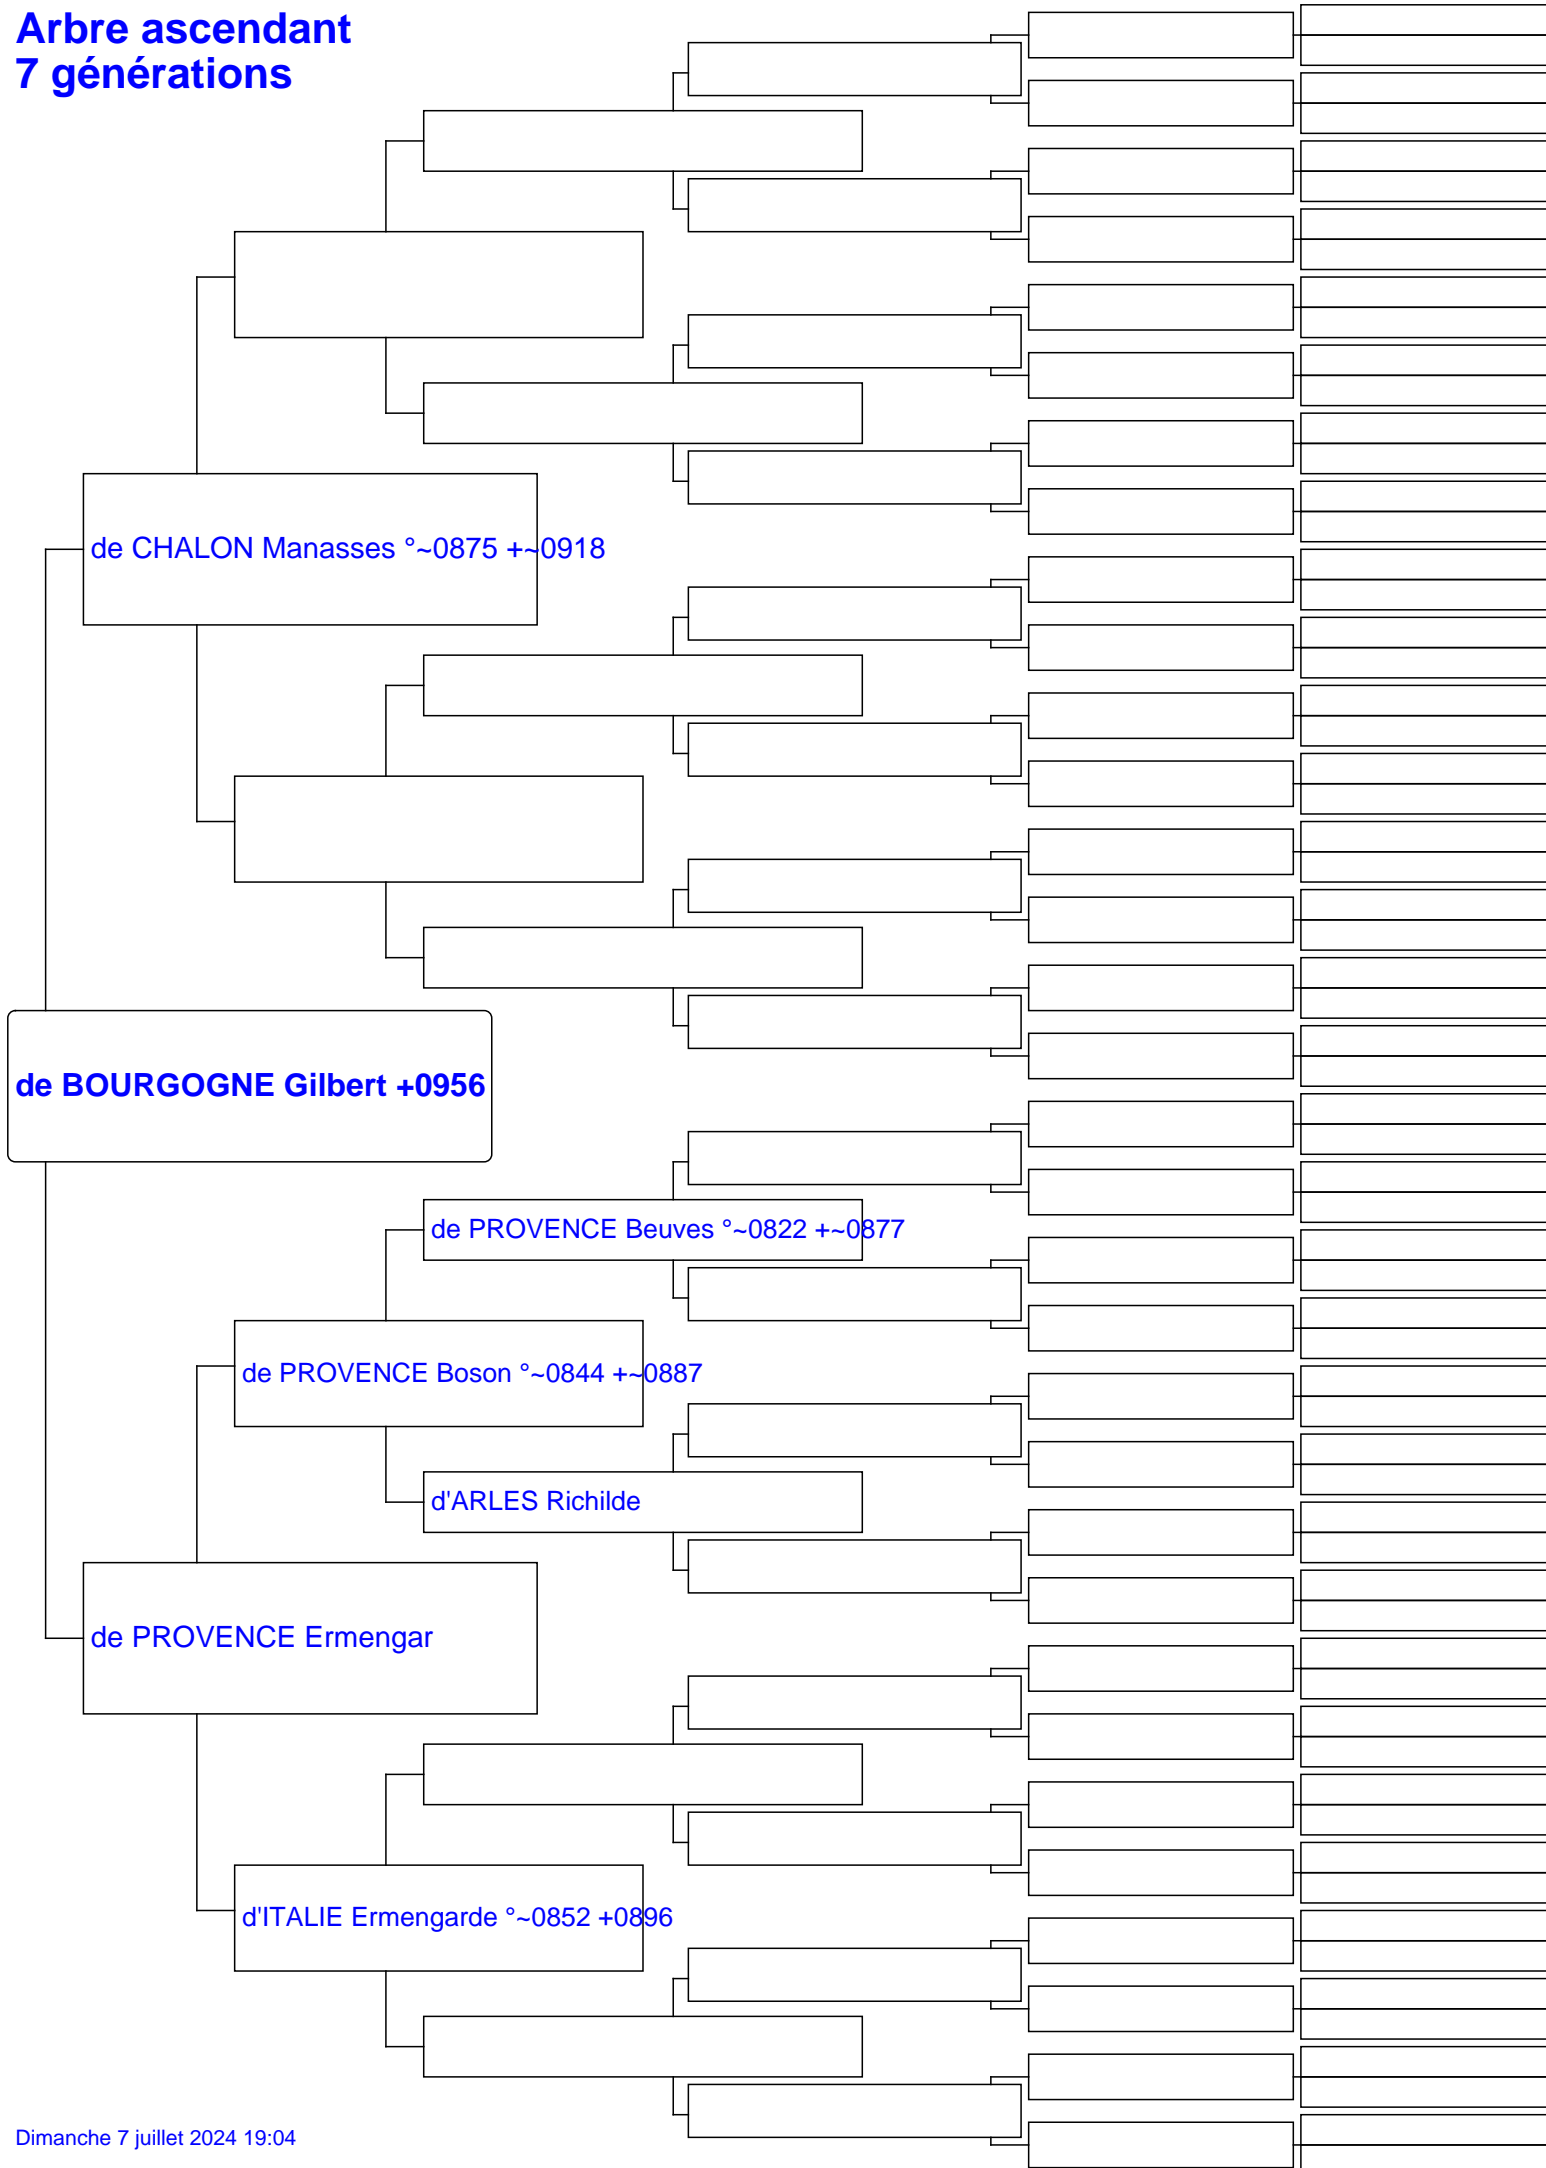 Arbre ascendant
7 générations
de CHALON Manasses °~0875 +~0918
de BOURGOGNE Gilbert +0956
de PROVENCE Beuves °~0822 +~0877
de PROVENCE Boson °~0844 +~0887
d'ARLES Richilde
de PROVENCE Ermengar
d'ITALIE Ermengarde °~0852 +0896
Dimanche 7 juillet 2024 19:04